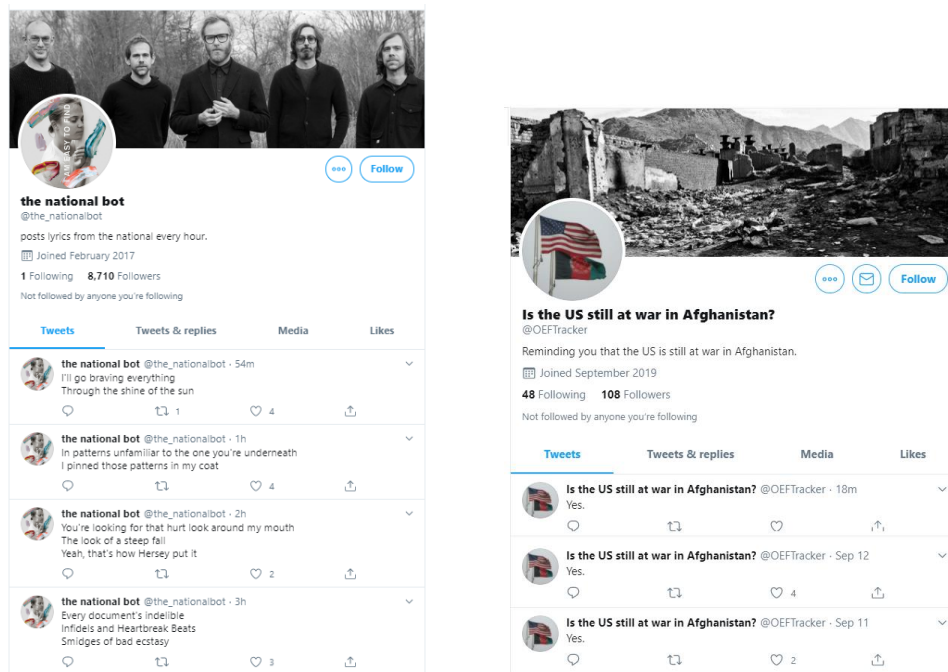 I AM EASY TO FIND
Follow
the national bot
@the_nationalbot
posts lyrics from the national every hour.
Joined February 2017
1 Following 8,710 Followers
Not followed by anyone you're following
Tweets Tweets & replies Media Likes
the national bot @the_nationalbot · 54m
I'll go braving everything
Through the shine of the sun
1 4
the national bot @the_nationalbot · 1h
In patterns unfamiliar to the one you're underneath
I pinned those patterns in my coat
4
the national bot @the_nationalbot · 2h
You're looking for that hurt look around my mouth
The look of a steep fall
Yeah, that's how Hersey put it
2
the national bot @the_nationalbot · 3h
Every document's indelible
Infidels and Heartbreak Beats
Smidges of bad ecstasy
3
Follow
Is the US still at war in Afghanistan?
@OEFTracker
Reminding you that the US is still at war in Afghanistan.
Joined September 2019
48 Following 108 Followers
Not followed by anyone you're following
Tweets Tweets & replies Media Likes
Is the US still at war in Afghanistan? @OEFTracker · 18m
Yes.
Is the US still at war in Afghanistan? @OEFTracker · Sep 12
Yes.
4
Is the US still at war in Afghanistan? @OEFTracker · Sep 11
Yes.
2